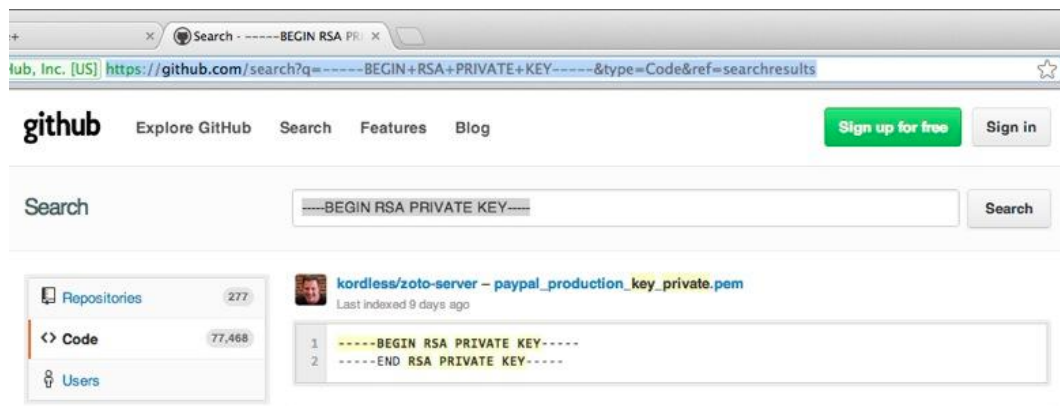 Search - -----BEGIN RSA PR
Hub, Inc. [US] https://github.com/search?q=-----BEGIN+RSA+PRIVATE+KEY-----&type=Code&ref=searchresults
github Explore GitHub Search Features Blog Sign up for free Sign in
Search -----BEGIN RSA PRIVATE KEY----- Search
Repositories 277
Code 77,468
Users
kordless/zoto-server – paypal_production_key_private.pem
Last indexed 9 days ago
1 -----BEGIN RSA PRIVATE KEY-----
2 -----END RSA PRIVATE KEY-----